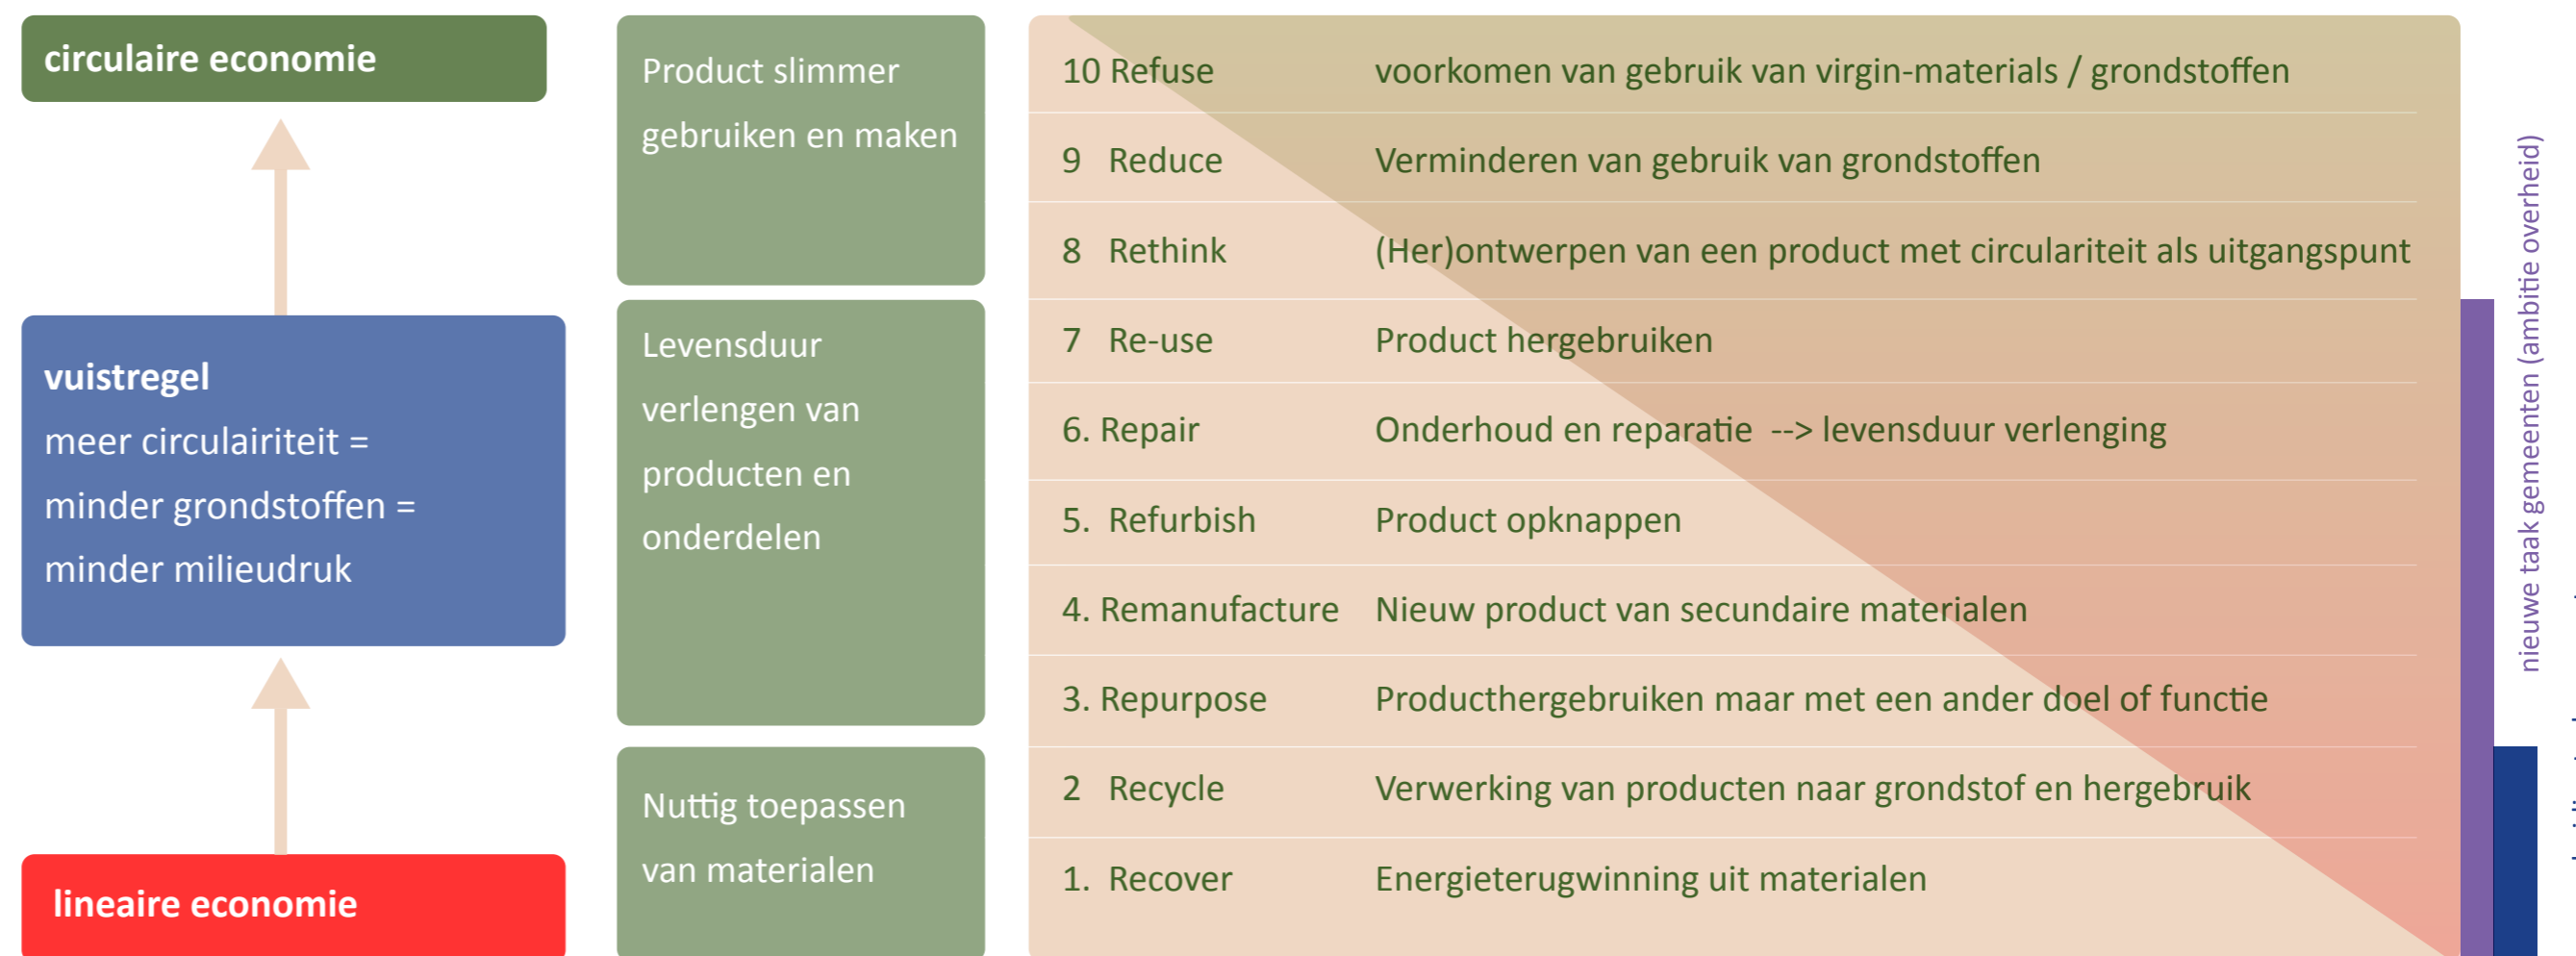 circulaire economie
vuistregel
meer circulairiteit =
minder grondstoffen =
minder milieudruk
lineaire economie
Product slimmer
gebruiken en maken
Levensduur
verlengen van
producten en
onderdelen
Nuttig toepassen
van materialen
10 Refuse voorkomen van gebruik van virgin-materials / grondstoffen
9 Reduce Verminderen van gebruik van grondstoffen
8 Rethink (Her)ontwerpen van een product met circulariteit als uitgangspunt
7 Re-use Product hergebruiken
6. Repair Onderhoud en reparatie --> levensduur verlenging
5. Refurbish Product opknappen
4. Remanufacture Nieuw product van secundaire materialen
3. Repurpose Producthergebruiken maar met een ander doel of functie
2 Recycle Verwerking van producten naar grondstof en hergebruik
1. Recover Energieterugwinning uit materialen
nieuwe taak gemeenten (ambitie overheid)